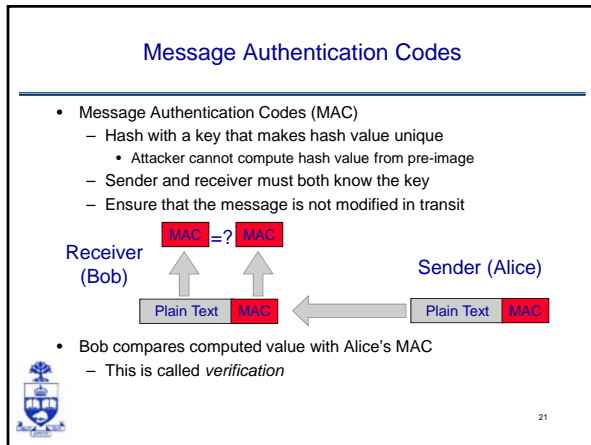 Message Authentication Codes
• Message Authentication Codes (MAC)
– Hash with a key that makes hash value unique
• Attacker cannot compute hash value from pre-image
– Sender and receiver must both know the key
– Ensure that the message is not modified in transit
MAC =? MAC
Receiver
(Bob)
Sender (Alice)
Plain Text MAC
Plain Text MAC
• Bob compares computed value with Alice's MAC
– This is called verification
21